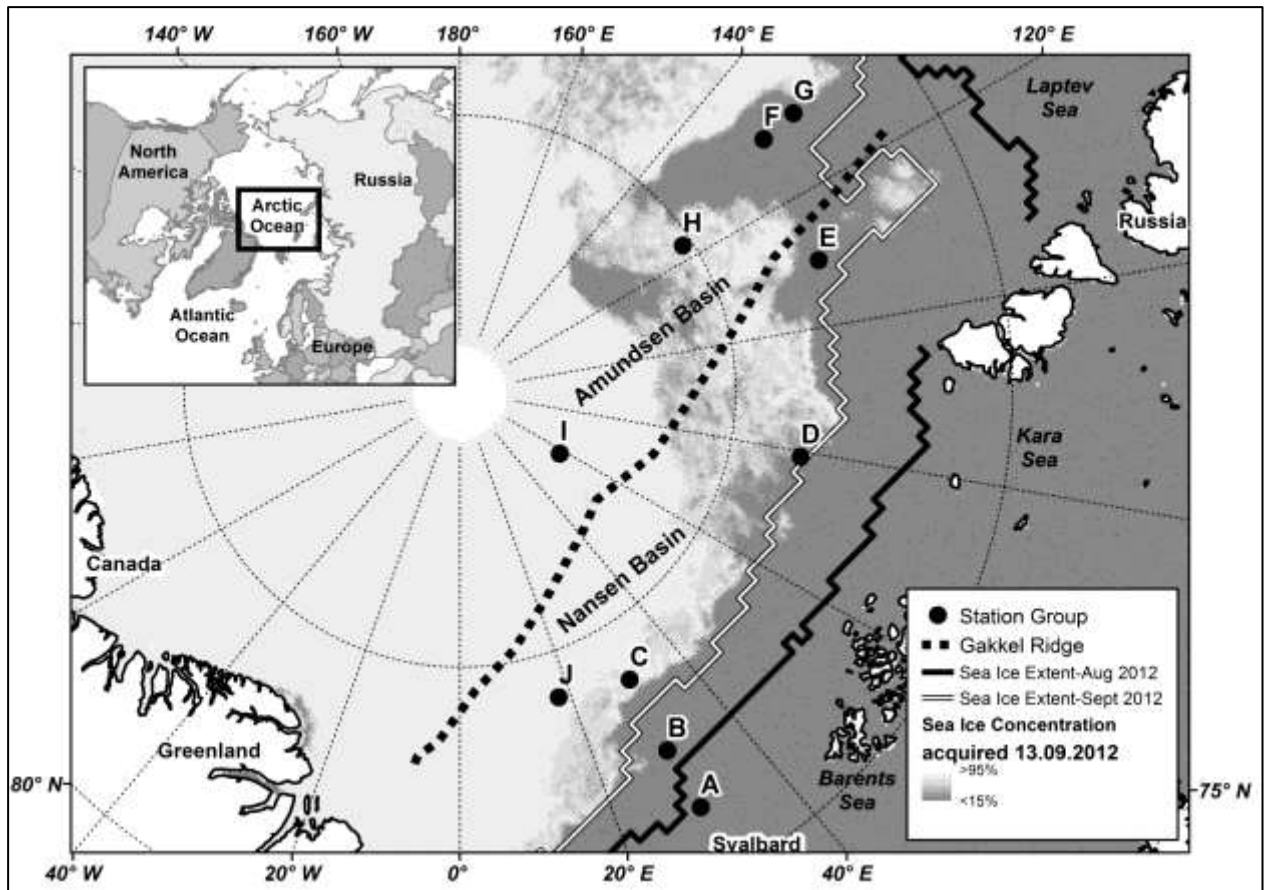 140° W 160° W 180° 160° E 140° E 120° E
North
America
Russia
Arctic
Ocean
Atlantic
Ocean
Europe
G
F
Laptev
Sea
Russia
H
E
Amundsen Basin
I
D
Kara
Sea
Canada
Nansen Basin
C
J
B
A
Greenland
Barents
Sea
Svalbard
Station Group
Gakkel Ridge
Sea Ice Extent-Aug 2012
Sea Ice Extent-Sept 2012
Sea Ice Concentration
acquired 13.09.2012
>95%
<15%
80° N
75° N
40° W 20° W 0° 20° E 40° E